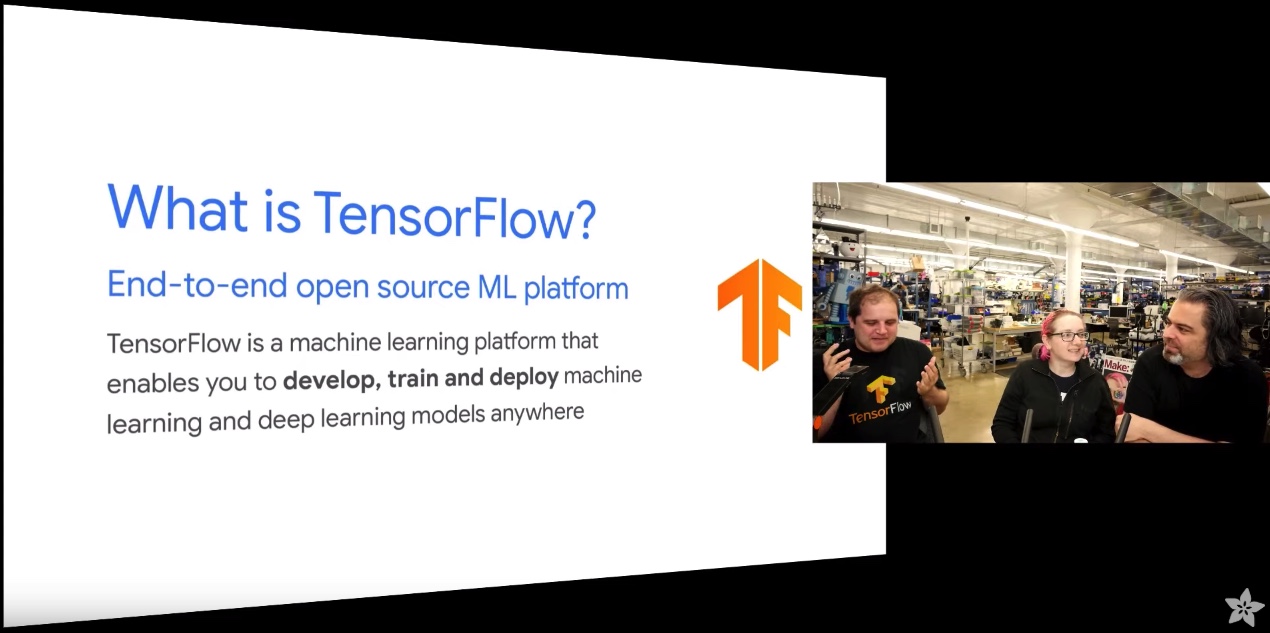 What is TensorFlow?
End-to-end open source ML platform
TensorFlow is a machine learning platform that
enables you to develop, train and deploy machine
learning and deep learning models anywhere
TensorFlow
Make: